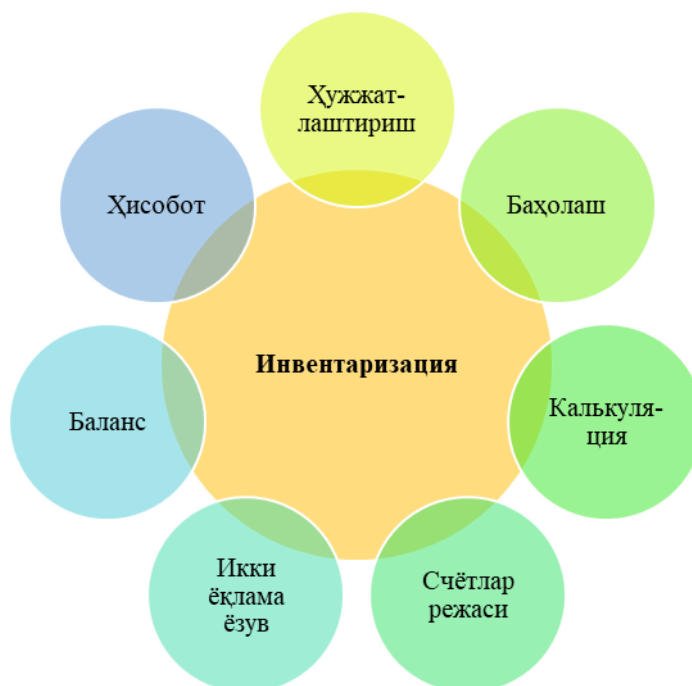 Ҳужжат-
лаштириш
Баҳолаш
Калькуля-
ция
Счётлар
режаси
Икки
ёқлама
ёзув
Баланс
Ҳисобот
Инвентаризация